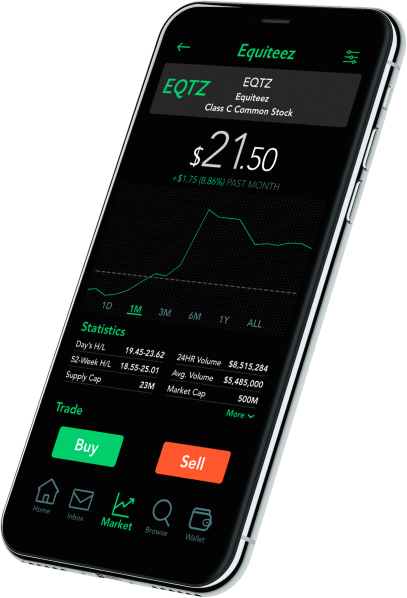 Equiteez
EQTZ
EQTZ
Equiteez
Class C Common Stock
$21.50
+$1.75 (8.86%) PAST MONTH
1D 1M 3M 6M 1Y ALL
Statistics
Day's H/L 19.45-23.62 24HR Volume $8,515,284
52-Week H/L 18.55-25.01 Avg. Volume $5,485,000
Supply Cap 23M Market Cap 500M
More
Trade
Buy Sell
Home Inbox Market Browse Wallet